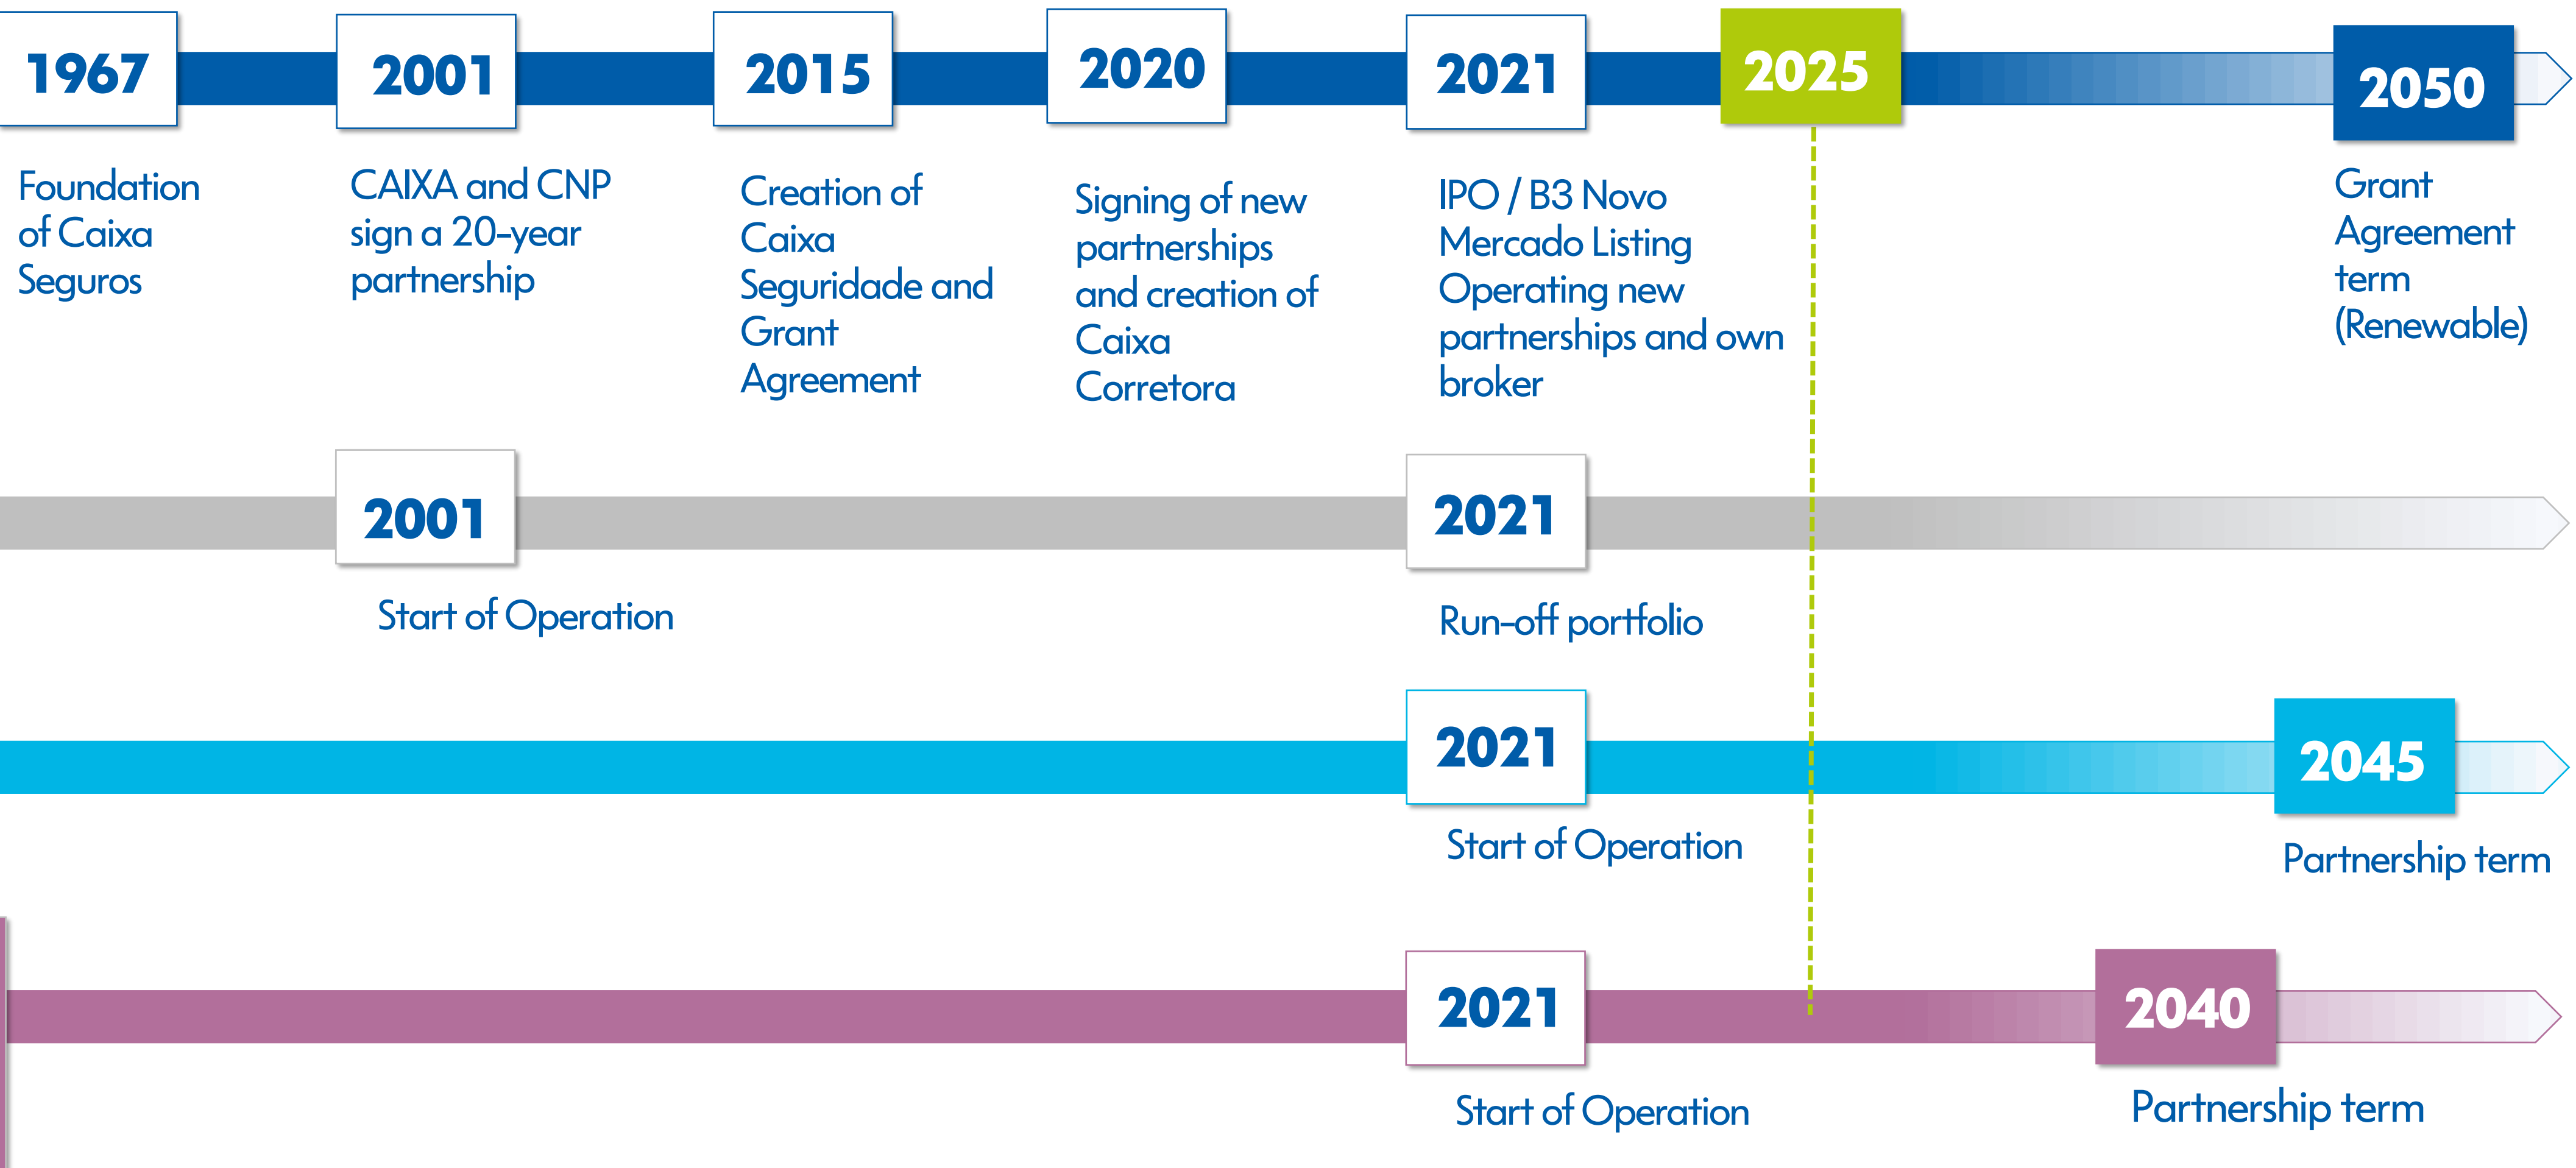 1967
2001
2015
2020
2021
2025
2050
Foundation
of Caixa
Seguros
CAIXA and CNP
sign a 20-year
partnership
Creation of
Caixa
Seguridade and
Grant
Agreement
Signing of new
partnerships
and creation of
Caixa
Corretora
IPO / B3 Novo
Mercado Listing
Operating new
partnerships and own
broker
Grant
Agreement
term
(Renewable)
2001
2021
Start of Operation
Run-off portfolio
2021
2045
Start of Operation
Partnership term
2021
2040
Start of Operation
Partnership term